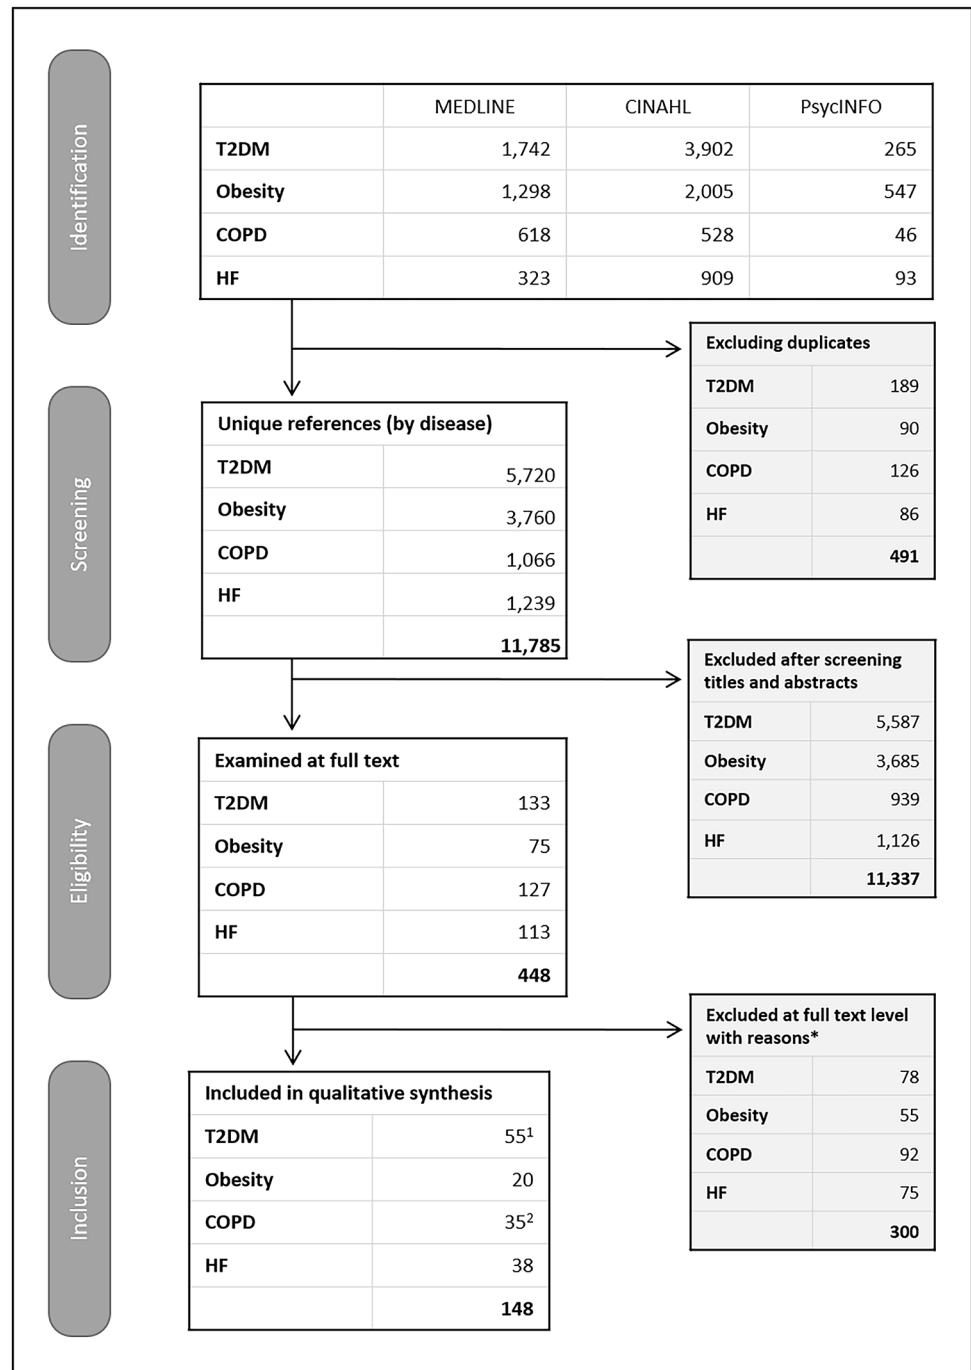 Identification
MEDLINE CINAHL PsycINFO
T2DM 1,742 3,902 265
Obesity 1,298 2,005 547
COPD 618 528 46
HF 323 909 93
Excluding duplicates
T2DM 189
Obesity 90
COPD 126
HF 86
491
Screening
Unique references (by disease)
T2DM 5,720
Obesity 3,760
COPD 1,066
HF 1,239
11,785
Excluded after screening
titles and abstracts
T2DM 5,587
Obesity 3,685
COPD 939
HF 1,126
11,337
Eligibility
Examined at full text
T2DM 133
Obesity 75
COPD 127
HF 113
448
Excluded at full text level
with reasons*
T2DM 78
Obesity 55
COPD 92
HF 75
300
Inclusion
Included in qualitative synthesis
T2DM 55¹
Obesity 20
COPD 35²
HF 38
148